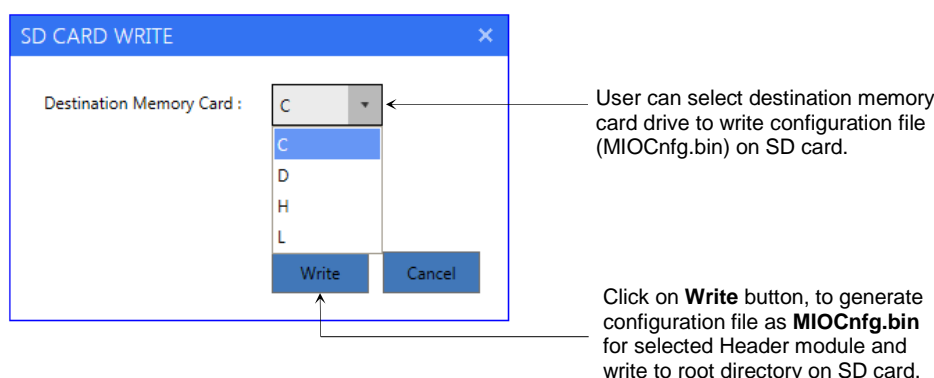 SD CARD WRITE
Destination Memory Card :
C
C
D
H
L
Write
Cancel
User can select destination memory
card drive to write configuration file
(MIOCnfg.bin) on SD card.
Click on Write button, to generate
configuration file as MIOCnfg.bin
for selected Header module and
write to root directory on SD card.